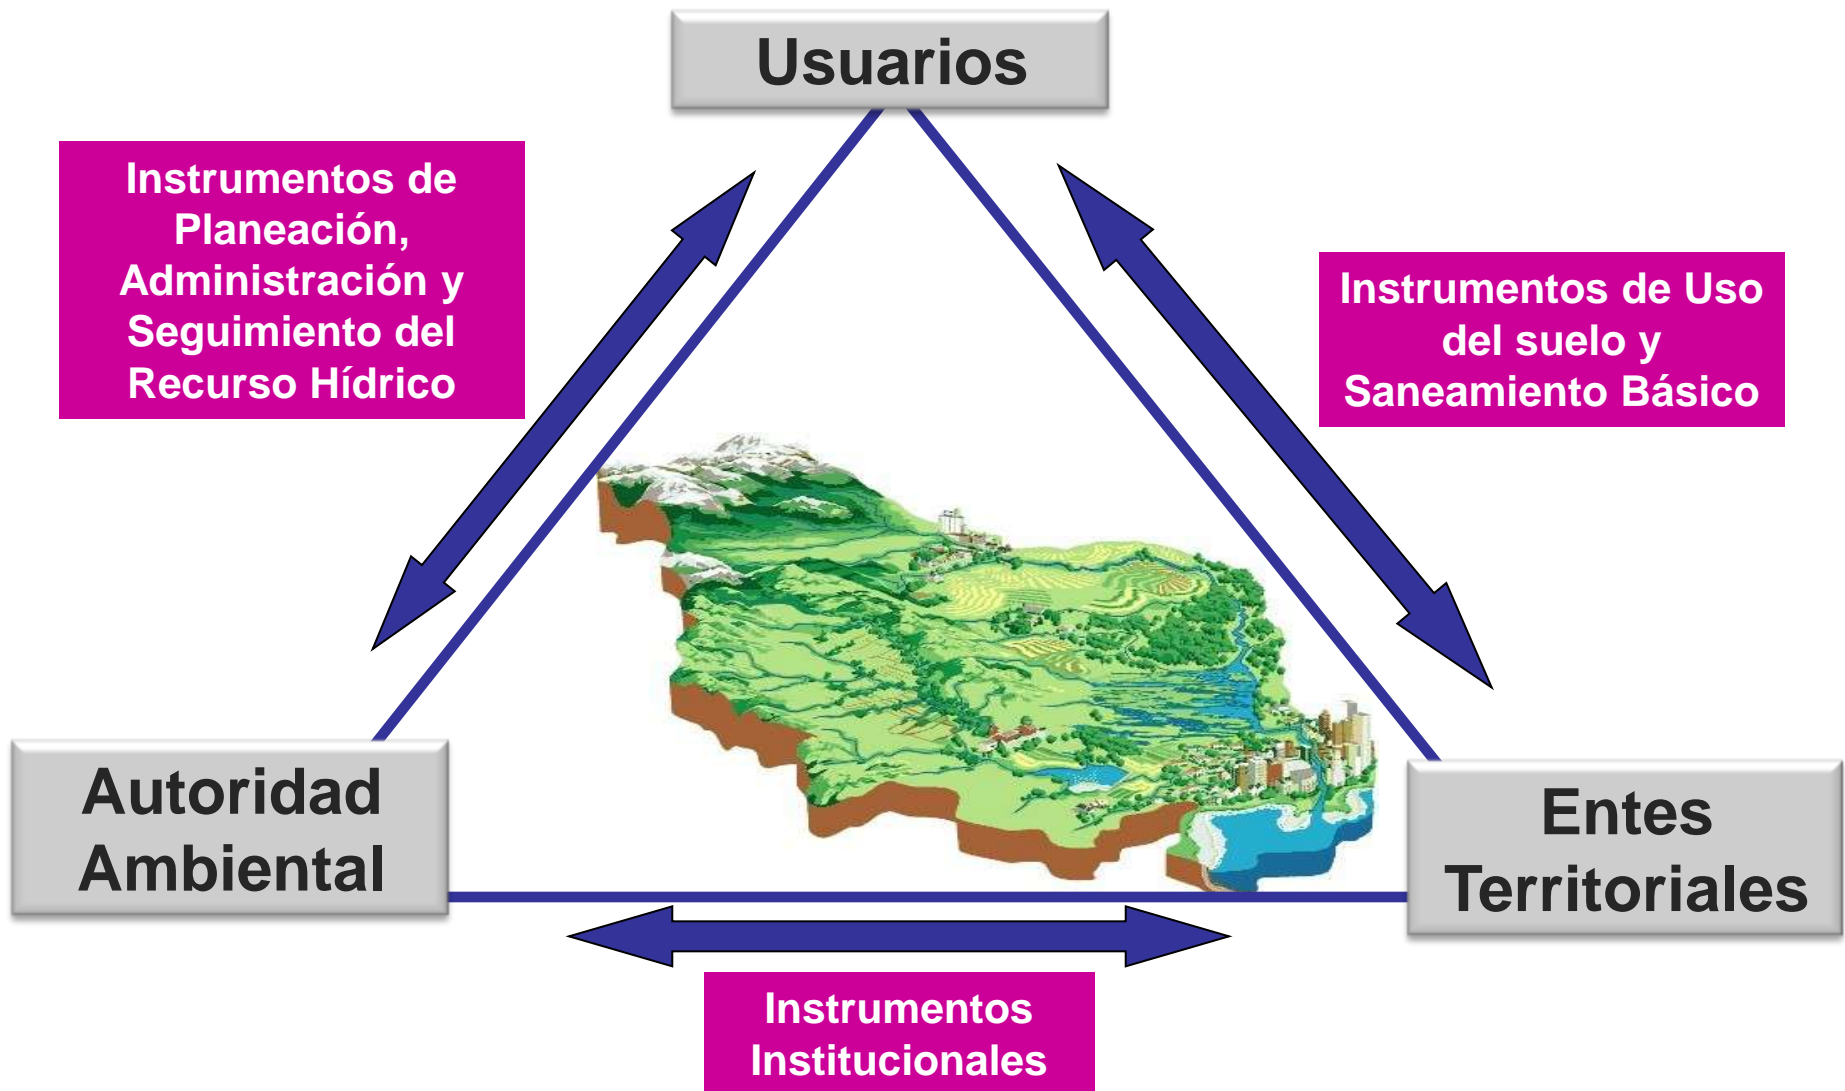 Usuarios
Instrumentos de
Planeación,
Administración y
Seguimiento del
Recurso Hídrico
Instrumentos de Uso
del suelo y
Saneamiento Básico
Autoridad
Ambiental
Entes
Territoriales
Instrumentos
Institucionales